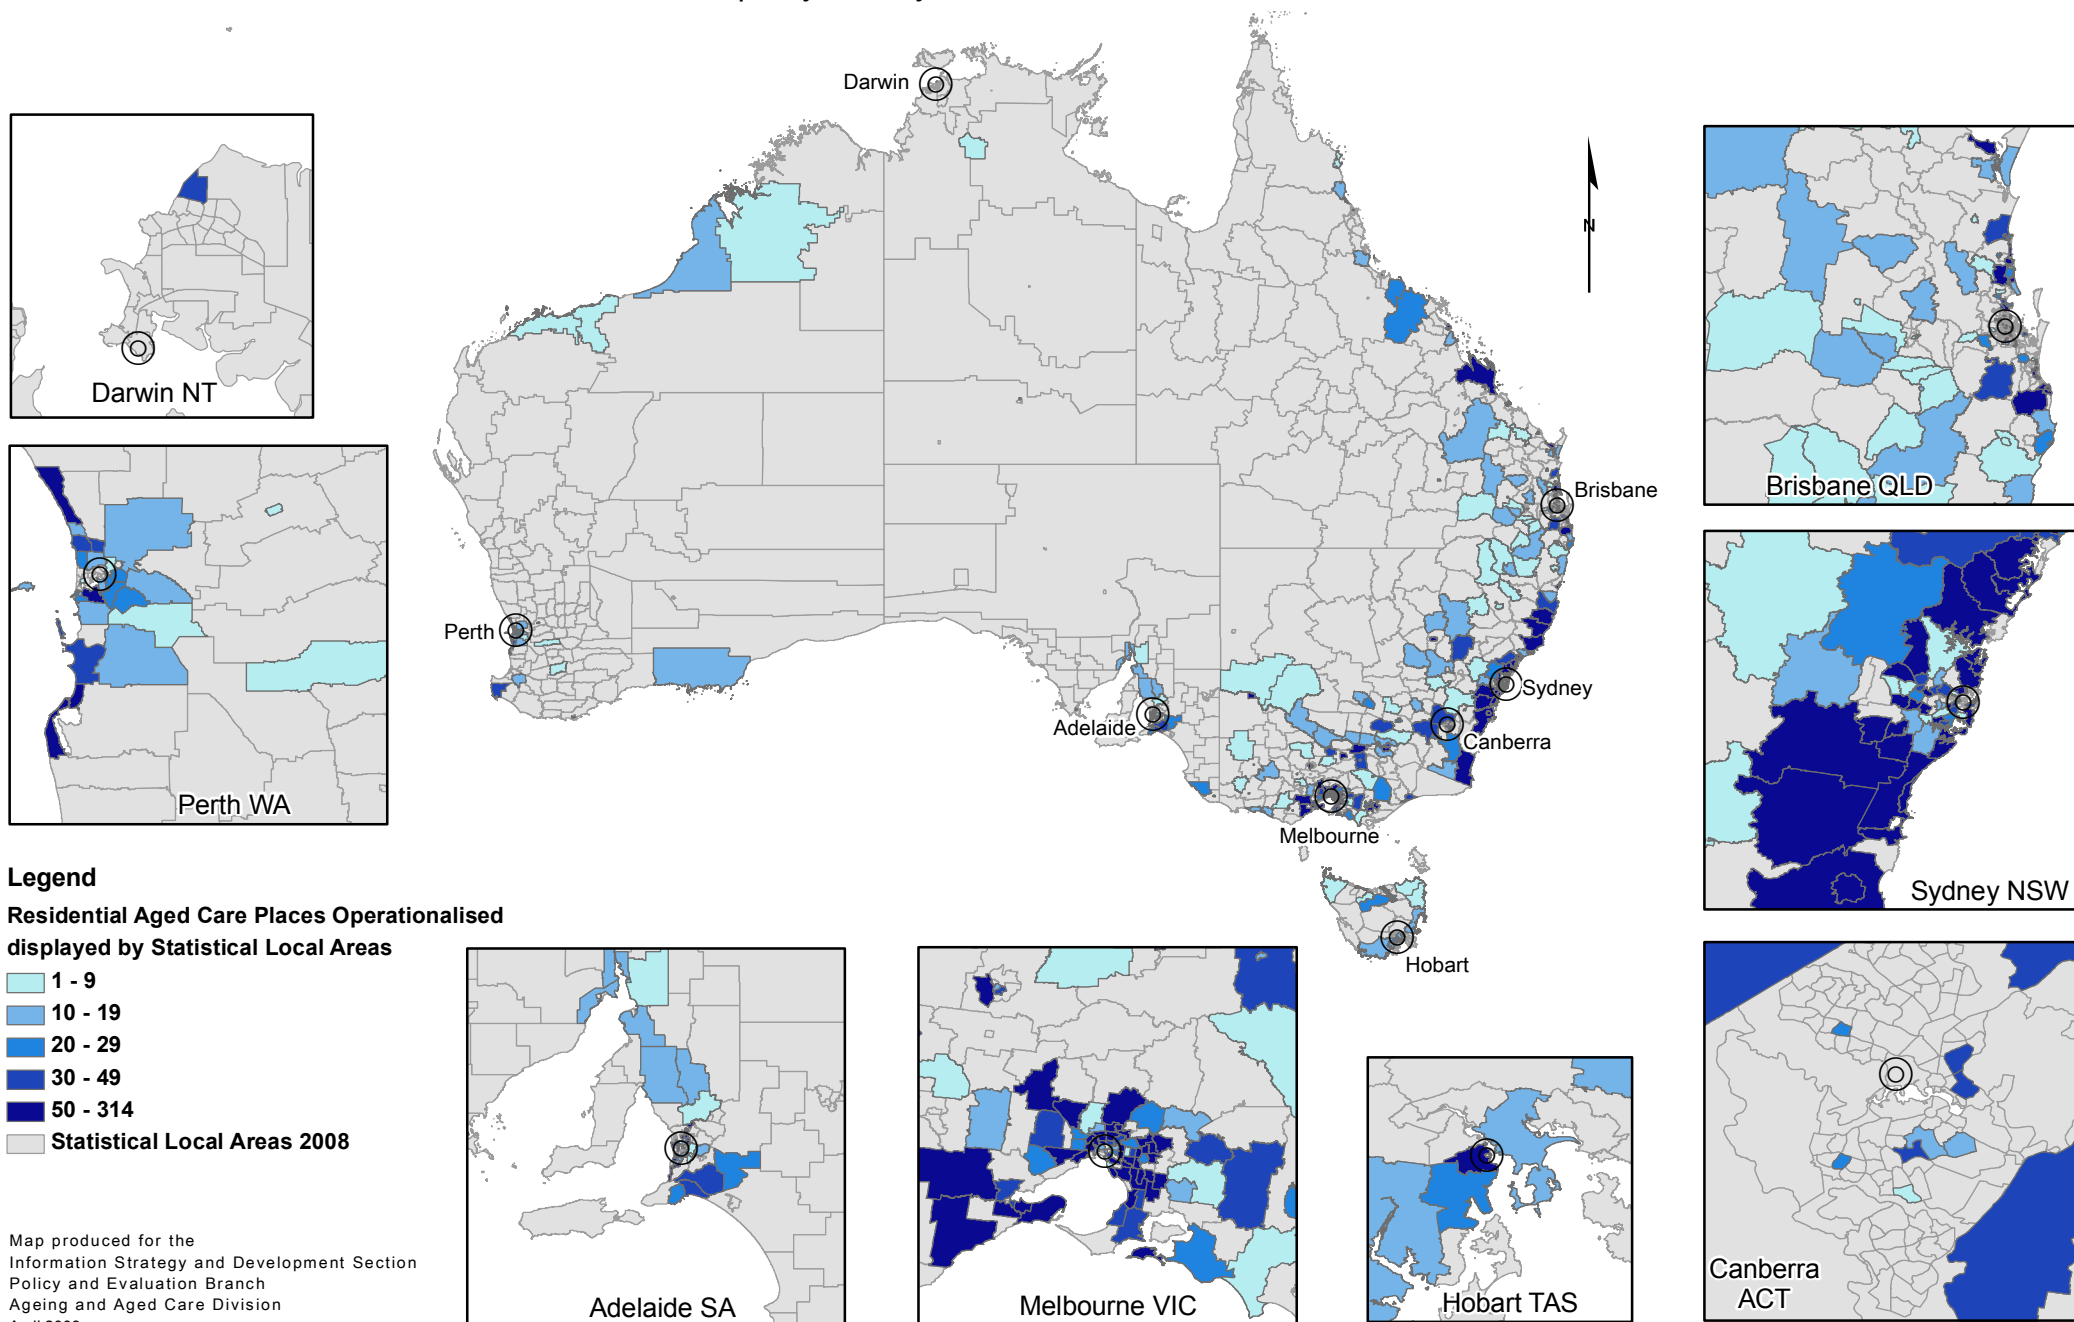 Darwin
Darwin NT
N
Brisbane
Brisbane QLD
Perth
Perth WA
Adelaide
Sydney
Canberra
Melbourne
Hobart
Sydney NSW
Legend
Residential Aged Care Places Operationalised
displayed by Statistical Local Areas
1 - 9
10 - 19
20 - 29
30 - 49
50 - 314
Statistical Local Areas 2008
Map produced for the
Information Strategy and Development Section
Policy and Evaluation Branch
Ageing and Aged Care Division
Adelaide SA
Melbourne VIC
Hobart TAS
Canberra
ACT